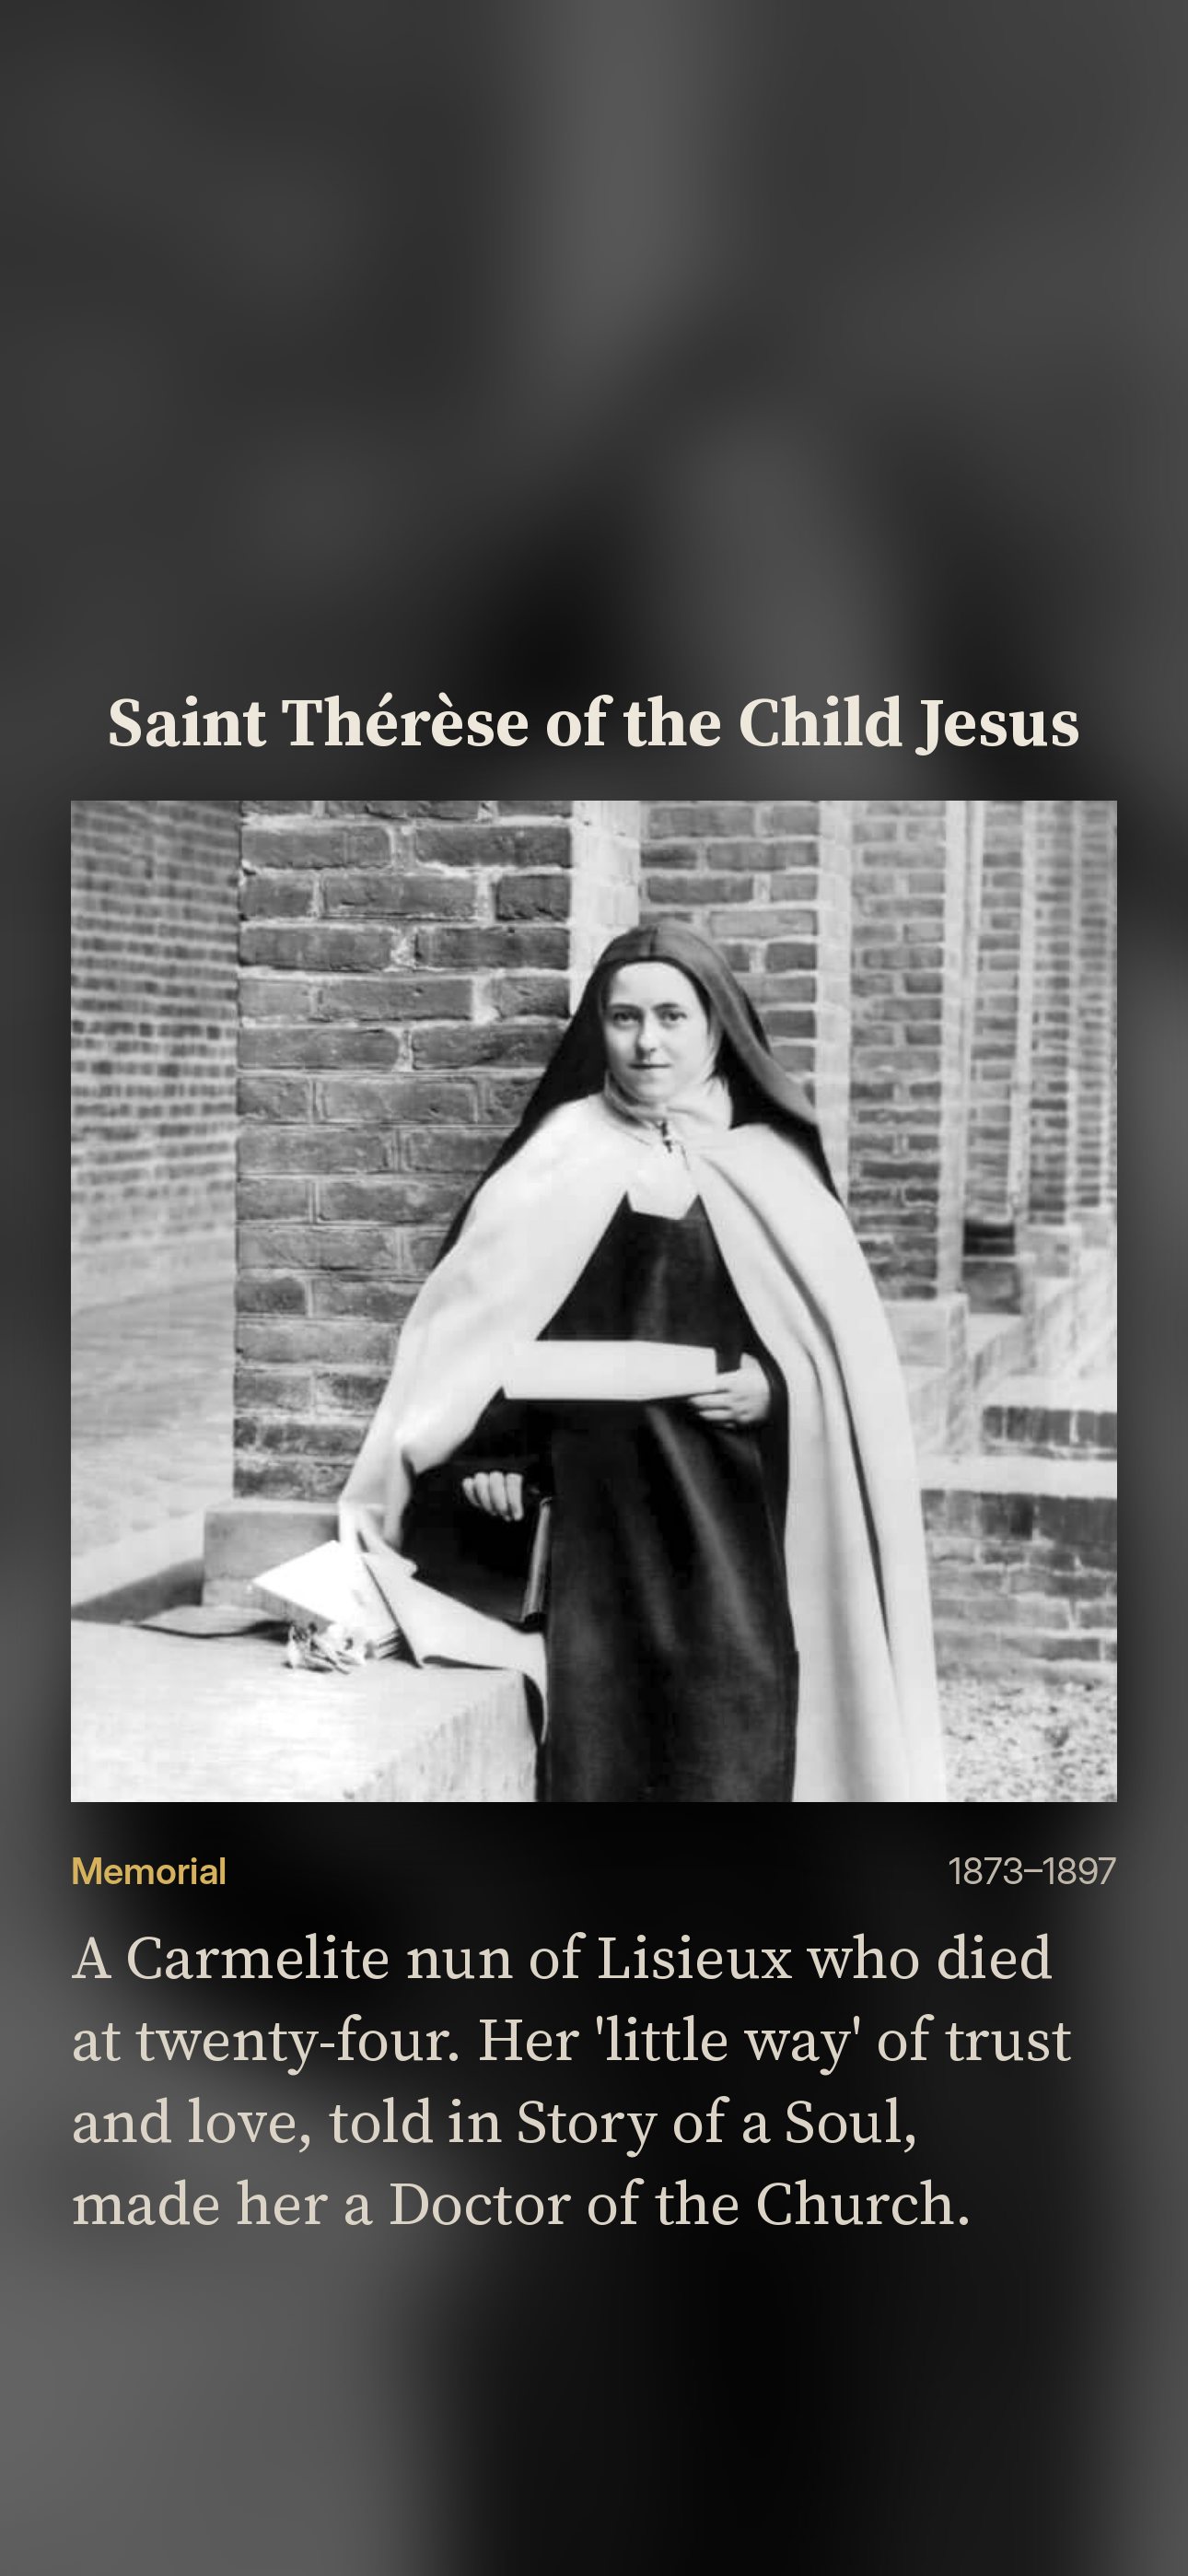 Saint Thérèse of the Child Jesus
Memorial
1873–1897
A Carmelite nun of Lisieux who died
at twenty-four. Her 'little way' of trust
and love, told in Story of a Soul,
made her a Doctor of the Church.